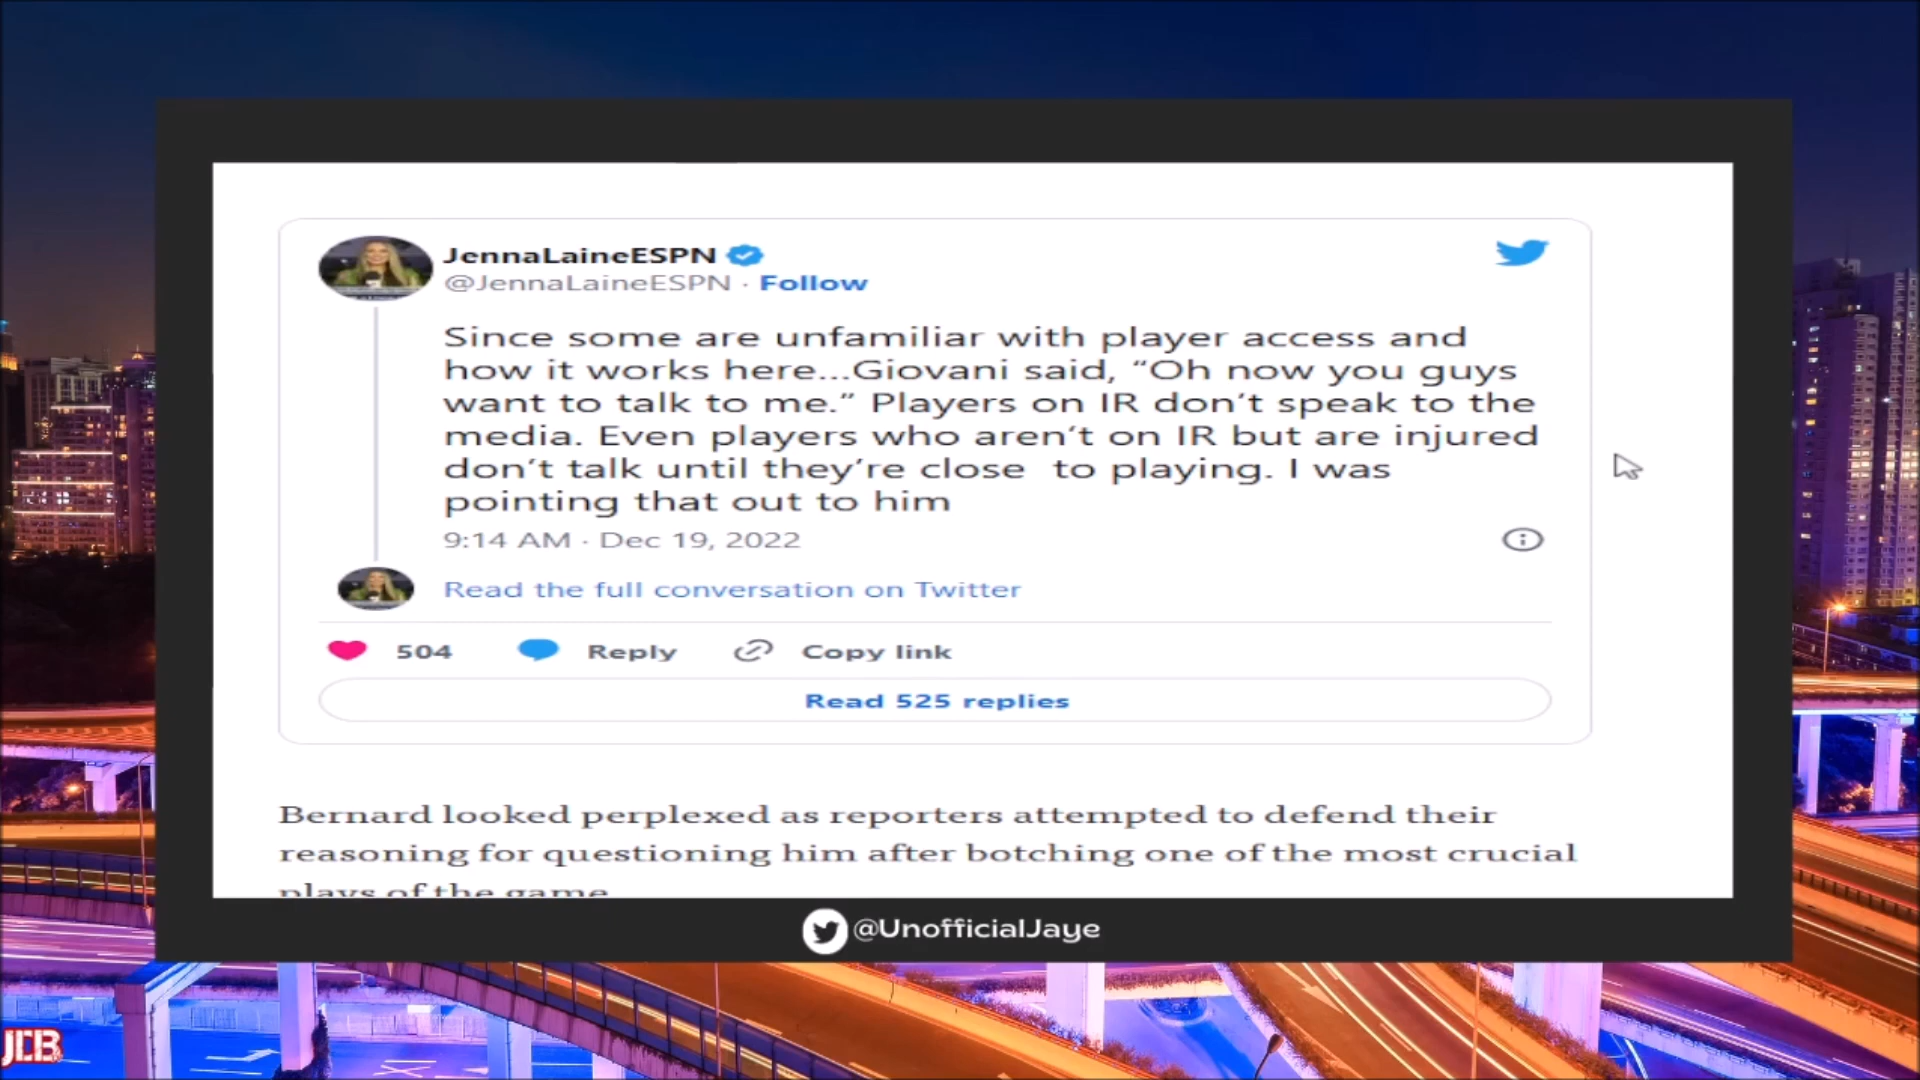 JennaLaineESPN
@JennaLaineESPN · Follow
Since some are unfamiliar with player access and
how it works here...Giovani said, “Oh now you guys
want to talk to me.” Players on IR don’t speak to the
media. Even players who aren’t on IR but are injured
don’t talk until they’re close to playing. I was
pointing that out to him
9:14 AM · Dec 19, 2022
Read the full conversation on Twitter
504 Reply Copy link
Read 525 replies
Bernard looked perplexed as reporters attempted to defend their
reasoning for questioning him after botching one of the most crucial
plays of the game
@UnofficialJaye
JCB